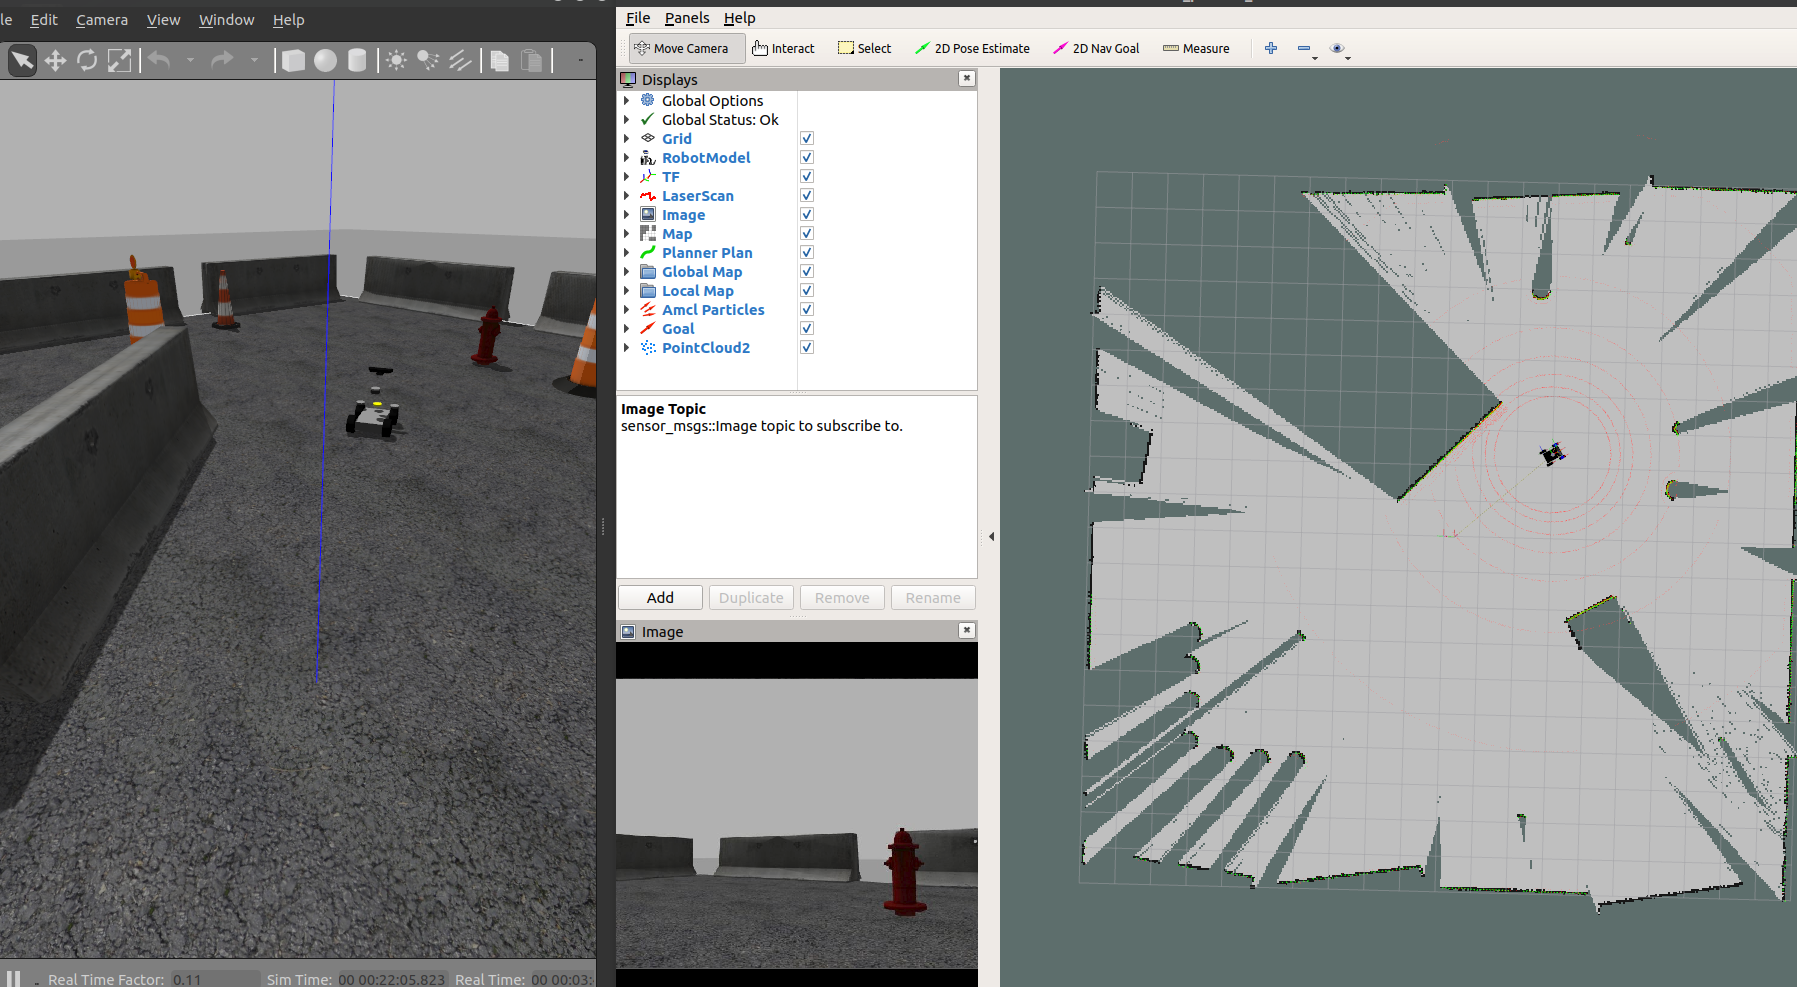 le Edit Camera View Window Help
File Panels Help
Move Camera Interact Select 2D Pose Estimate 2D Nav Goal Measure
Displays
Global Options
Global Status: Ok
Grid
RobotModel
TF
LaserScan
Image
Map
Planner Plan
Global Map
Local Map
Amcl Particles
Goal
PointCloud2
Image Topic
sensor_msgs::Image topic to subscribe to.
Add Duplicate Remove Rename
Image
Real Time Factor: 0.11 Sim Time: 00 00:22:05.823 Real Time: 00 00:03: